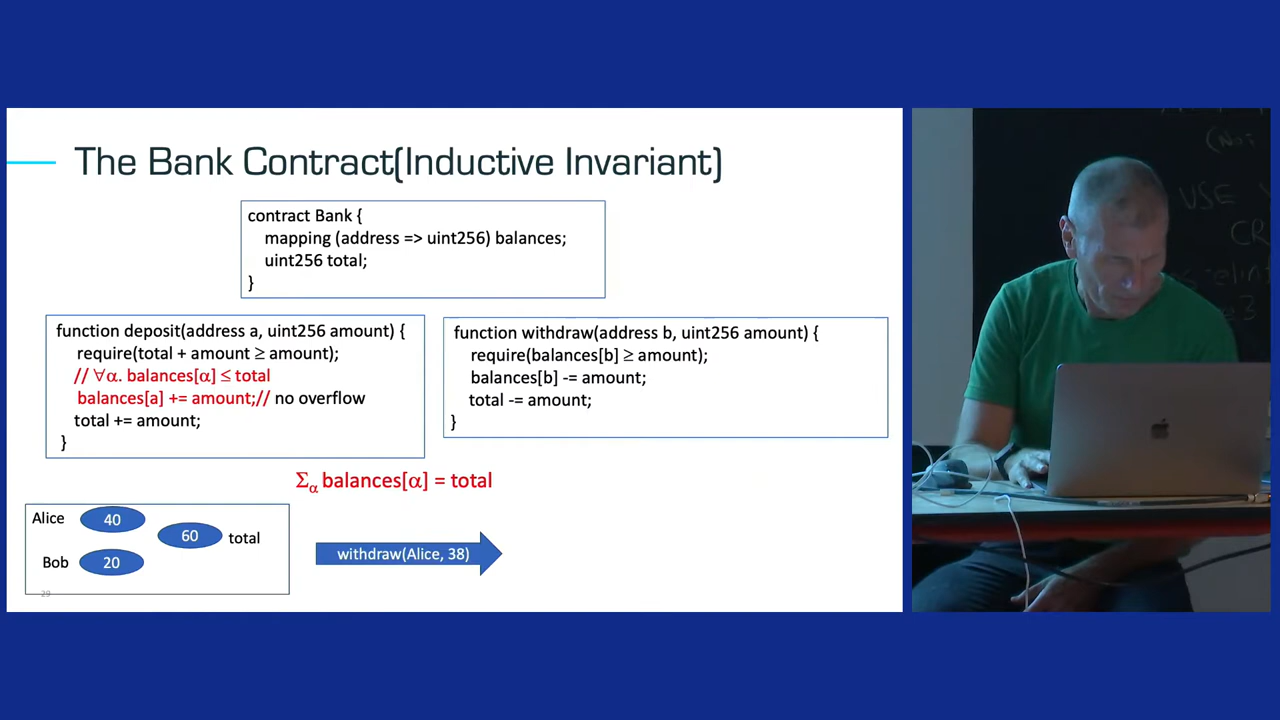 The Bank Contract(Inductive Invariant)
contract Bank {
mapping (address => uint256) balances;
uint256 total;
}
function deposit(address a, uint256 amount) {
require(total + amount ≥ amount);
// ∀α. balances[α] ≤ total
balances[a] += amount;// no overflow
total += amount;
}
function withdraw(address b, uint256 amount) {
require(balances[b] ≥ amount);
balances[b] -= amount;
total -= amount;
}
Σα balances[α] = total
Alice 40
60 total
Bob 20
withdraw(Alice, 38)
29
USE